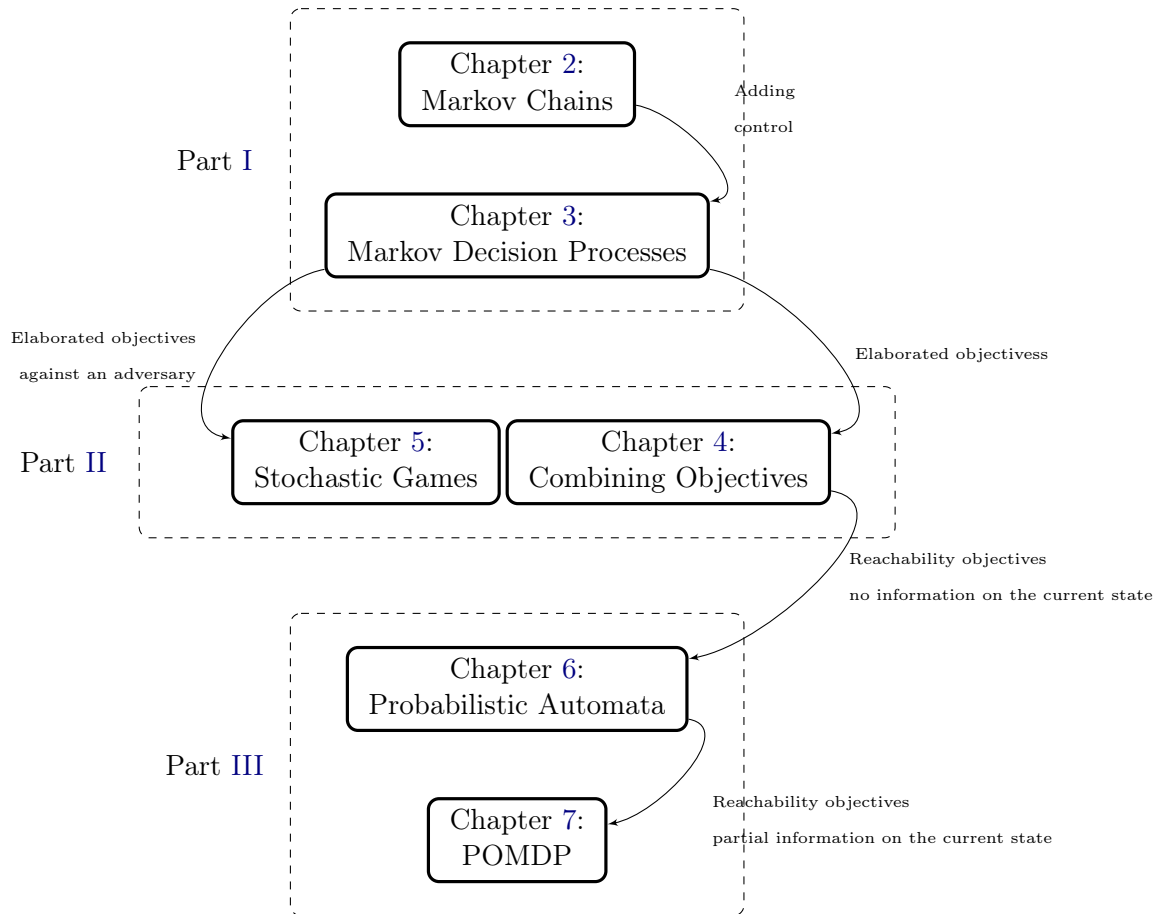 Chapter 2:
Markov Chains
Adding
control
Part I
Chapter 3:
Markov Decision Processes
Elaborated objectives
against an adversary
Elaborated objectivess
Part II
Chapter 5:
Stochastic Games
Chapter 4:
Combining Objectives
Reachability objectives
no information on the current state
Chapter 6:
Probabilistic Automata
Part III
Reachability objectives
partial information on the current state
Chapter 7:
POMDP